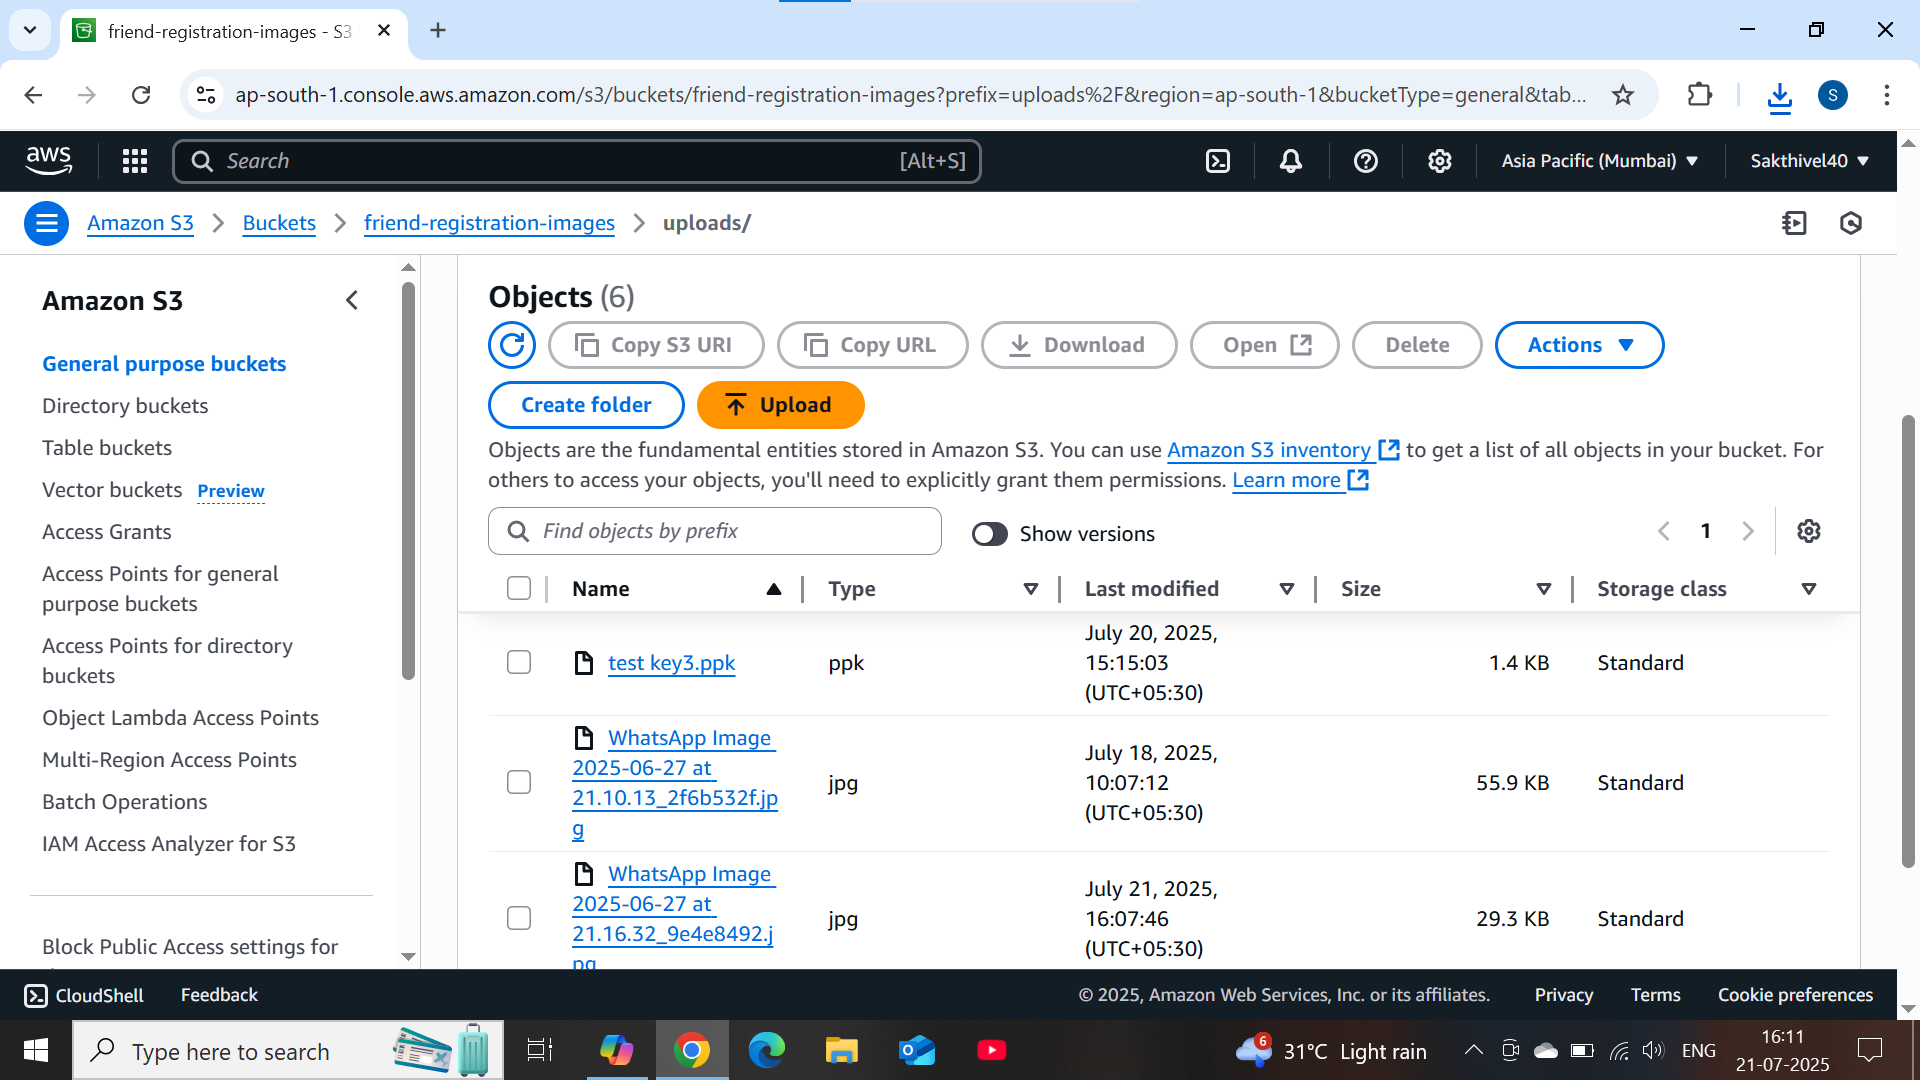 friend-registration-images - S3
ap-south-1.console.aws.amazon.com/s3/buckets/friend-registration-images?prefix=uploads%2F&region=ap-south-1&bucketType=general&tab...
S
aws
Search
[Alt+S]
Asia Pacific (Mumbai)
Sakthivel40
Amazon S3
Buckets
friend-registration-images
uploads/
Amazon S3
General purpose buckets
Directory buckets
Table buckets
Vector buckets Preview
Access Grants
Access Points for general
purpose buckets
Access Points for directory
buckets
Object Lambda Access Points
Multi-Region Access Points
Batch Operations
IAM Access Analyzer for S3
Block Public Access settings for
Objects (6)
Copy S3 URI
Copy URL
Download
Open
Delete
Actions
Create folder
Upload
Objects are the fundamental entities stored in Amazon S3. You can use Amazon S3 inventory to get a list of all objects in your bucket. For
others to access your objects, you'll need to explicitly grant them permissions. Learn more
Find objects by prefix
Show versions
1
Name
Type
Last modified
Size
Storage class
test key3.ppk
ppk
July 20, 2025,
15:15:03
(UTC+05:30)
1.4 KB
Standard
WhatsApp Image
2025-06-27 at
21.10.13_2f6b532f.jp
g
jpg
July 18, 2025,
10:07:12
(UTC+05:30)
55.9 KB
Standard
WhatsApp Image
2025-06-27 at
21.16.32_9e4e8492.j
pg
jpg
July 21, 2025,
16:07:46
(UTC+05:30)
29.3 KB
Standard
CloudShell
Feedback
© 2025, Amazon Web Services, Inc. or its affiliates.
Privacy
Terms
Cookie preferences
Type here to search
6
31°C Light rain
ENG
16:11
21-07-2025